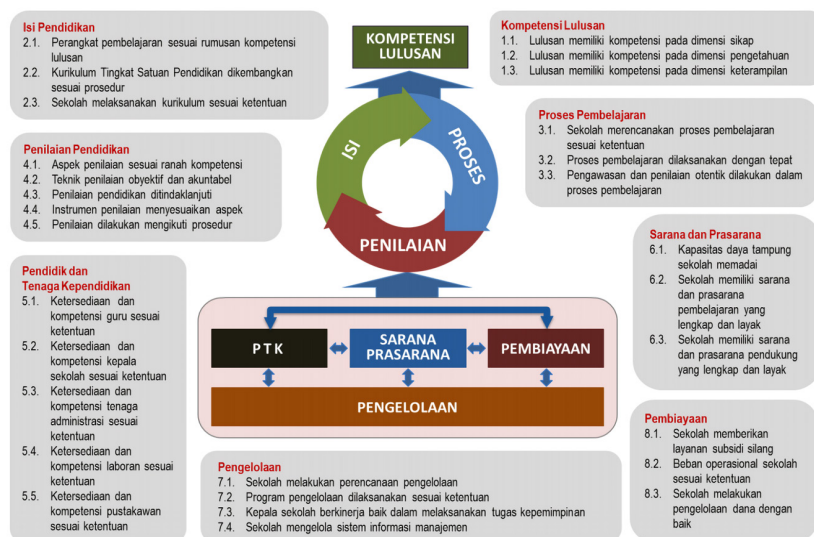 Isi Pendidikan
2.1. Perangkat pembelajaran sesuai rumusan kompetensi
lulusan
2.2. Kurikulum Tingkat Satuan Pendidikan dikembangkan
sesuai prosedur
2.3. Sekolah melaksanakan kurikulum sesuai ketentuan
KOMPETENSI
LULUSAN
Kompetensi Lulusan
1.1. Lulusan memiliki kompetensi pada dimensi sikap
1.2. Lulusan memiliki kompetensi pada dimensi pengetahuan
1.3. Lulusan memiliki kompetensi pada dimensi keterampilan
Penilaian Pendidikan
4.1. Aspek penilaian sesuai ranah kompetensi
4.2. Teknik penilaian obyektif dan akuntabel
4.3. Penilaian pendidikan ditindaklanjuti
4.4. Instrumen penilaian menyesuaikan aspek
4.5. Penilaian dilakukan mengikuti prosedur
ISI
PROSES
PENILAIAN
Proses Pembelajaran
3.1. Sekolah merencanakan proses pembelajaran
sesuai ketentuan
3.2. Proses pembelajaran dilaksanakan dengan tepat
3.3. Pengawasan dan penilaian otentik dilakukan dalam
proses pembelajaran
Pendidik dan
Tenaga Kependidikan
5.1. Ketersediaan dan
kompetensi guru sesuai
ketentuan
5.2. Ketersediaan dan
kompetensi kepala
sekolah sesuai ketentuan
5.3. Ketersediaan dan
kompetensi tenaga
administrasi sesuai
ketentuan
5.4. Ketersediaan dan
kompetensi laboran sesuai
ketentuan
5.5. Ketersediaan dan
kompetensi pustakawan
sesuai ketentuan
PTK
SARANA
PRASARANA
PEMBIAYAAN
PENGELOLAAN
Sarana dan Prasarana
6.1. Kapasitas daya tampung
sekolah memadai
6.2. Sekolah memiliki sarana
dan prasarana
pembelajaran yang
lengkap dan layak
6.3. Sekolah memiliki sarana
dan prasarana pendukung
yang lengkap dan layak
Pengelolaan
7.1. Sekolah melakukan perencanaan pengelolaan
7.2. Program pengelolaan dilaksanakan sesuai ketentuan
7.3. Kepala sekolah berkinerja baik dalam melaksanakan tugas kepemimpinan
7.4. Sekolah mengelola sistem informasi manajemen
Pembiayaan
8.1. Sekolah memberikan
layanan subsidi silang
8.2. Beban operasional sekolah
sesuai ketentuan
8.3. Sekolah melakukan
pengelolaan dana dengan
baik